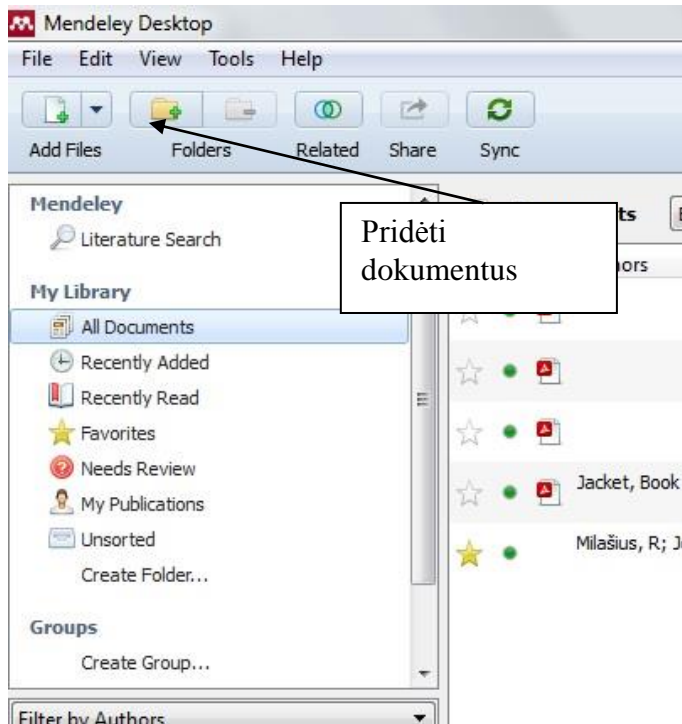 Mendeley Desktop
File Edit View Tools Help
Add Files Folders Related Share Sync
Mendeley
Literature Search
My Library
All Documents
Recently Added
Recently Read
Favorites
Needs Review
My Publications
Unsorted
Create Folder...
Groups
Create Group...
Filter by Authors
Pridėti
dokumentus
ts
ors
Jacket, Book
Milašius, R;